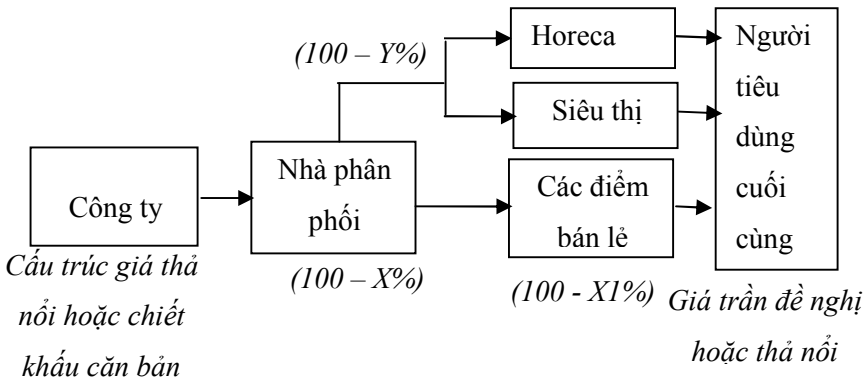 Horeca
(100 – Y%)
Siêu thị
Công ty
Nhà phân
phối
Các điểm
bán lẻ
Người
tiêu
dùng
cuối
cùng
Cấu trúc giá thả
nổi hoặc chiết
khấu căn bản
(100 – X%)
(100 - X1%)
Giá trần đề nghị
hoặc thả nổi